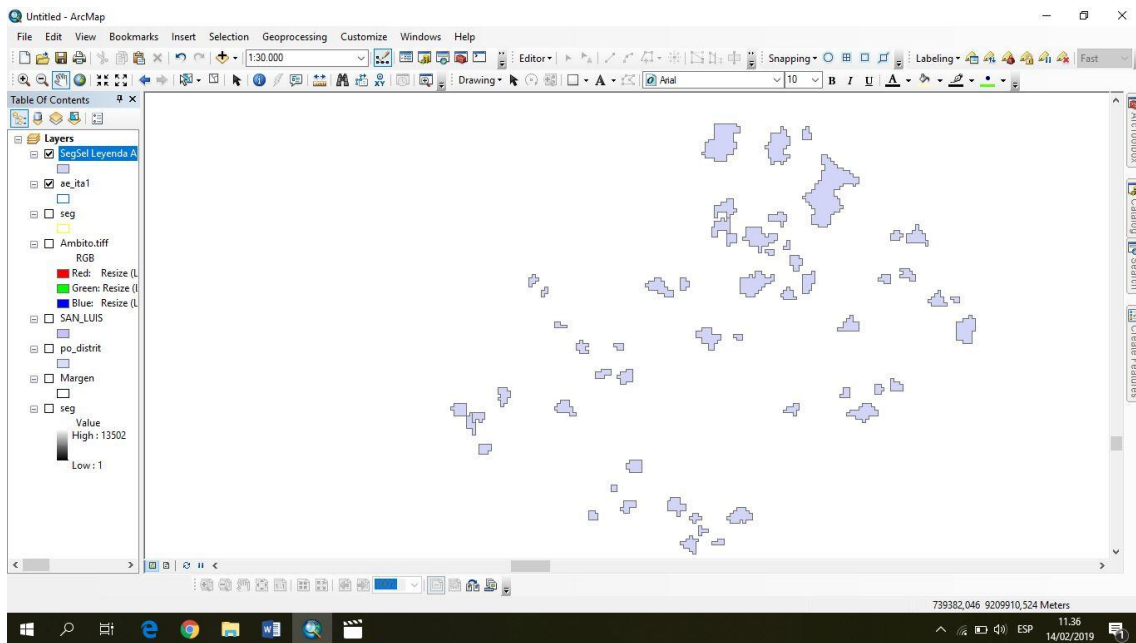 Untitled - ArcMap
File Edit View Bookmarks Insert Selection Geoprocessing Customize Windows Help
1:30.000 Editor Snapping Labeling Fast
Drawing A Arial 10 B I U A
Table Of Contents
Layers
SegSel Leyenda A
ae_ita1
seg
Ambito.tiff
RGB
Red: Resize (L
Green: Resize (l
Blue: Resize (L
SAN_LUIS
po_distrit
Margen
seg
Value
High : 13502
Low : 1
ArcToolbox
Catalog
Search
Create Features
739382,046 9209910,524 Meters
ESP
11.36
14/02/2019